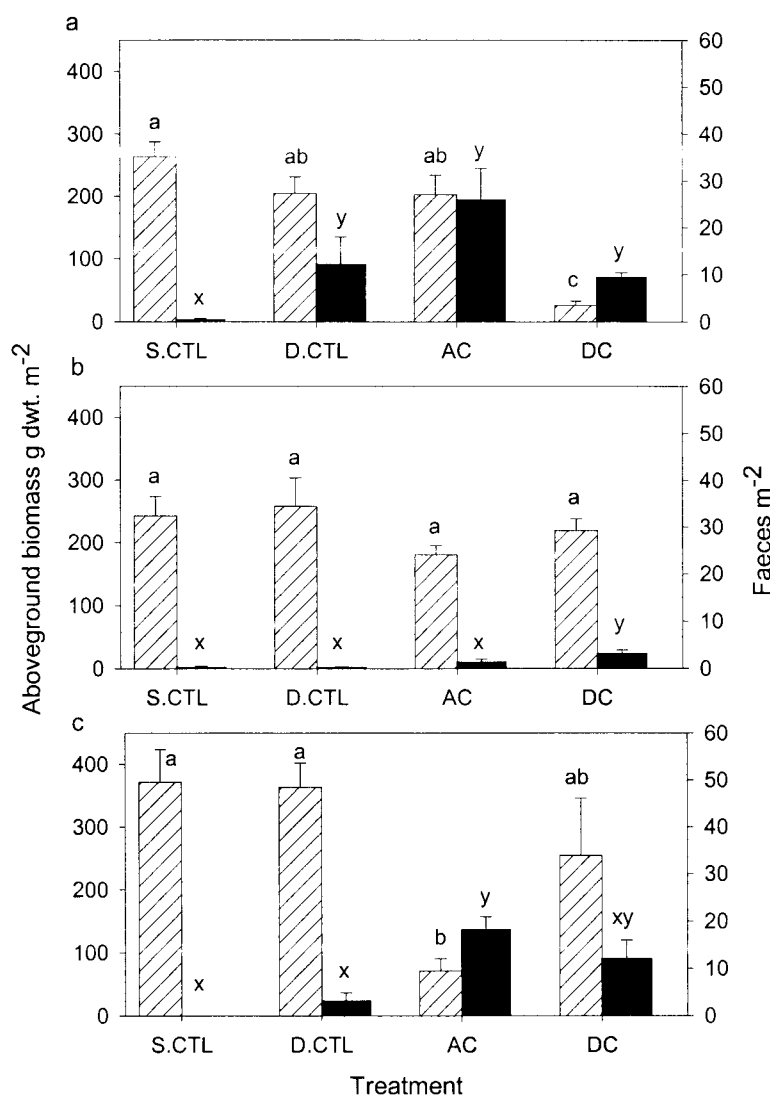 a
400
300
200
100
0
60
50
40
30
20
10
0
a
x
ab
y
ab
y
c
y
S.CTL D.CTL AC DC
b
400
300
200
100
0
60
50
40
30
20
10
0
a
x
a
x
a
x
a
y
S.CTL D.CTL AC DC
c
400
300
200
100
0
60
50
40
30
20
10
0
a
x
a
x
b
y
ab
xy
S.CTL D.CTL AC DC
Treatment
Aboveground biomass g dwt. m-2
Faeces m-2